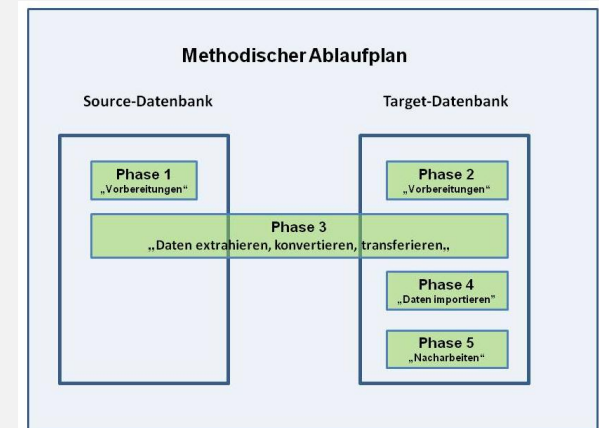 Methodischer Ablaufplan
Source-Datenbank
Target-Datenbank
Phase 1
„Vorbereitungen“
Phase 2
„Vorbereitungen“
Phase 3
„Daten extrahieren, konvertieren, transferieren„
Phase 4
„Daten importieren”
Phase 5
„Nacharbeiten“